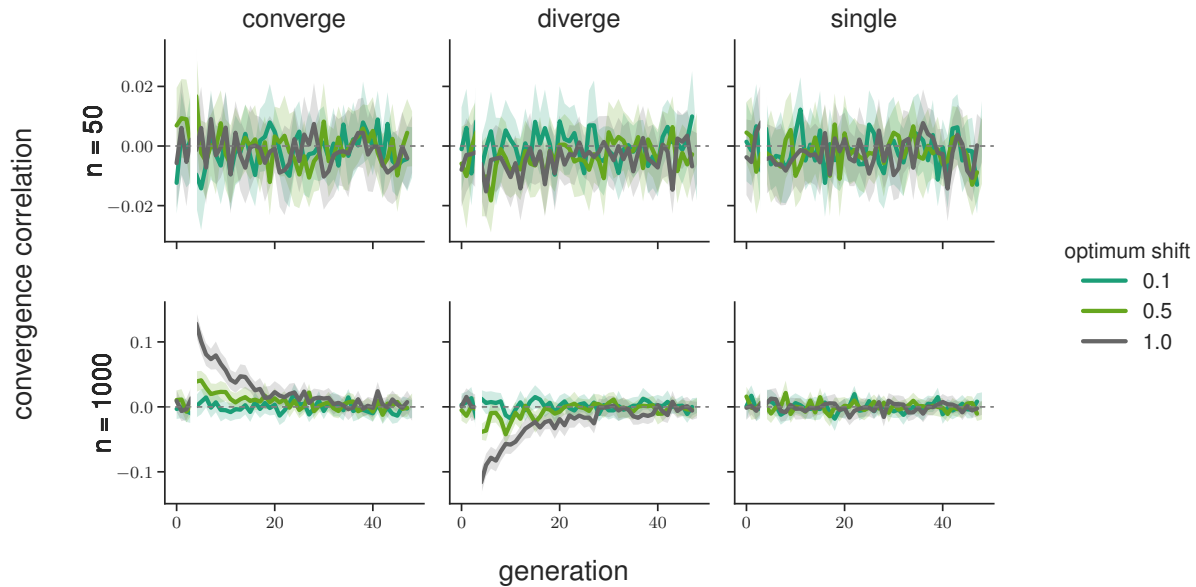 converge
diverge
single
convergence correlation
n = 50
0.02
0.00
−0.02
n = 1000
0.1
0.0
−0.1
0
20
40
0
20
40
0
20
40
generation
optimum shift
0.1
0.5
1.0